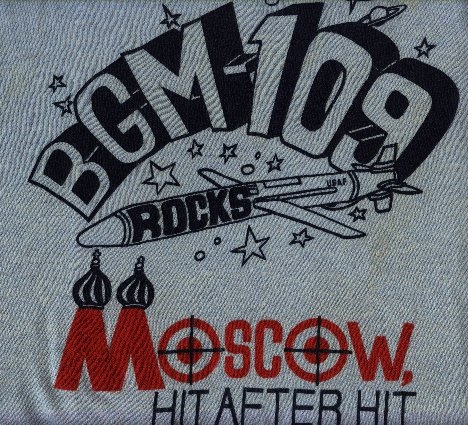 BGM-109
ROCKS
USAF
MOSCOW,
HIT AFTER HIT